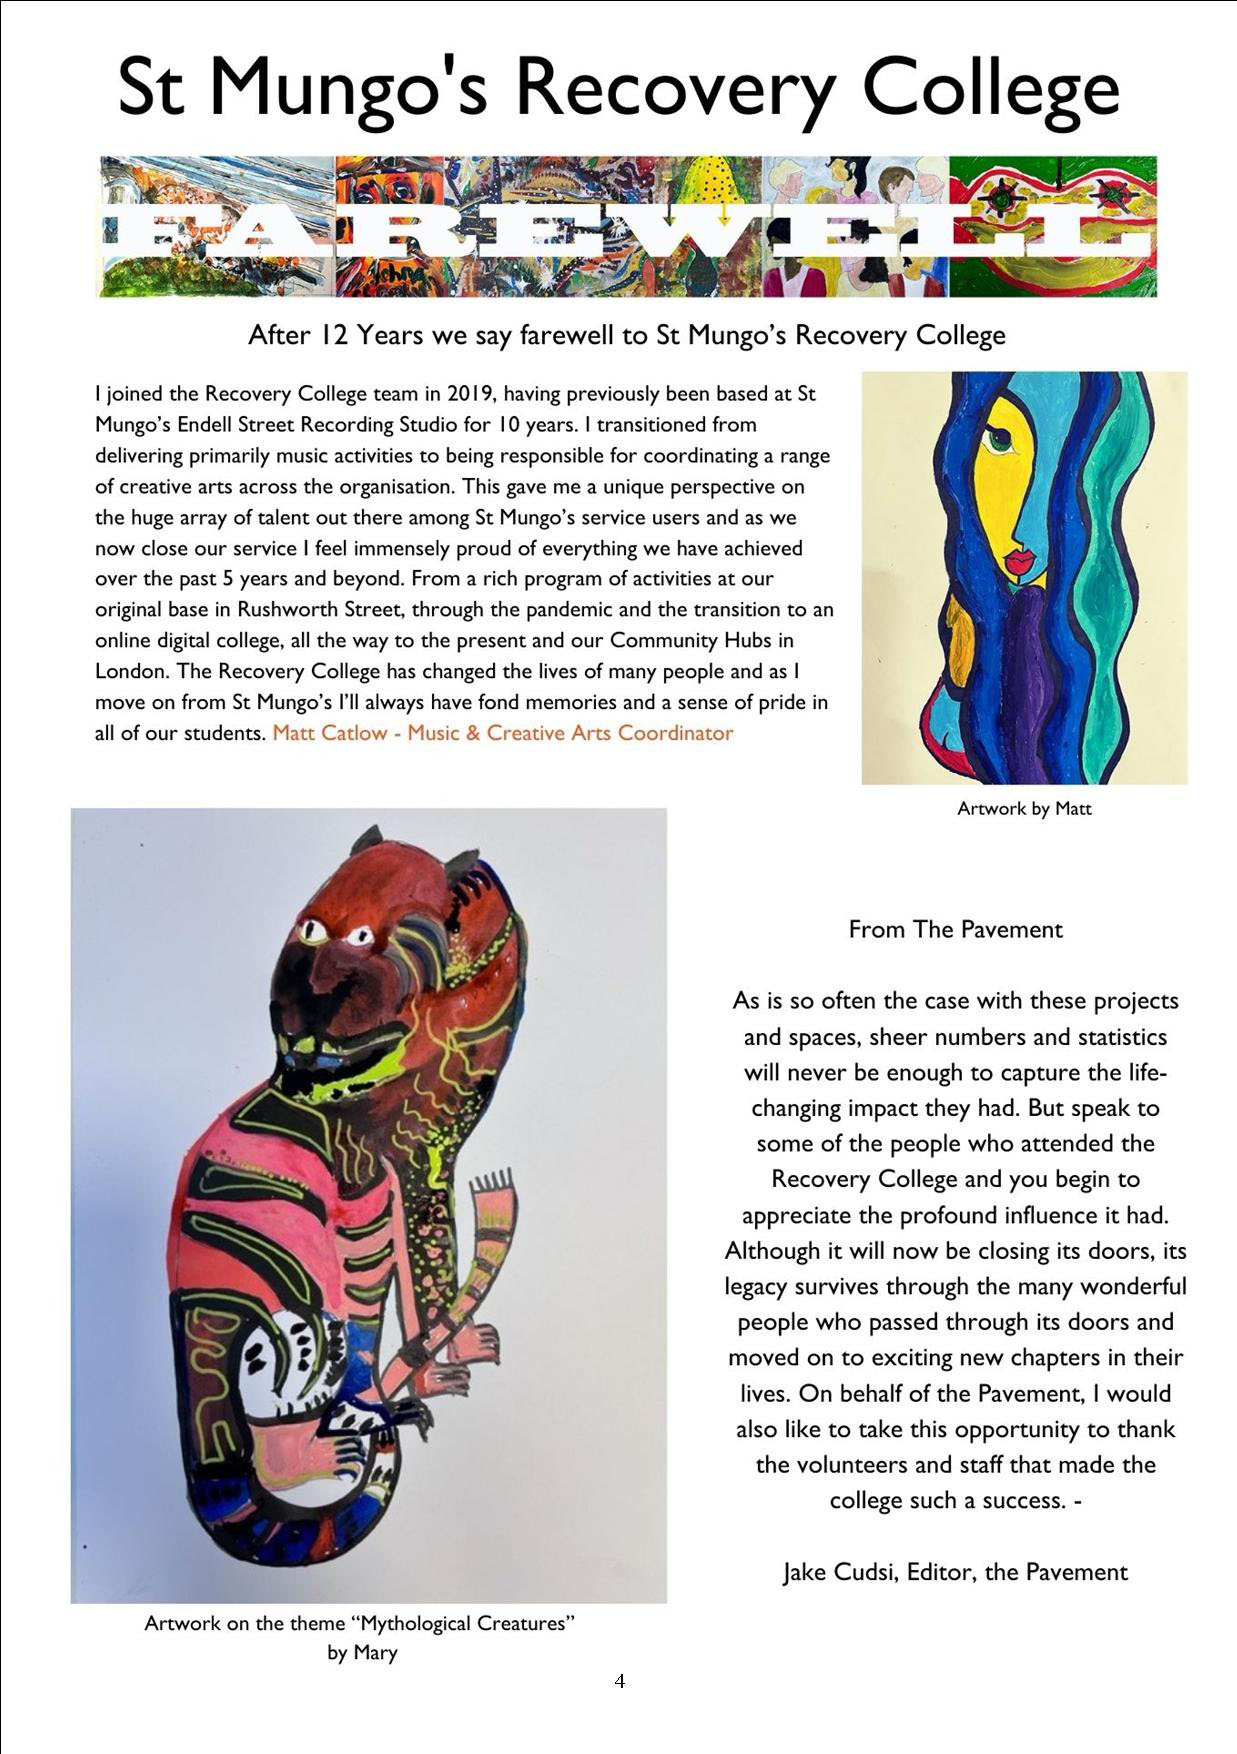 St Mungo's Recovery College
FAREWELL
After 12 Years we say farewell to St Mungo’s Recovery College
I joined the Recovery College team in 2019, having previously been based at St
Mungo’s Endell Street Recording Studio for 10 years. I transitioned from
delivering primarily music activities to being responsible for coordinating a range
of creative arts across the organisation. This gave me a unique perspective on
the huge array of talent out there among St Mungo’s service users and as we
now close our service I feel immensely proud of everything we have achieved
over the past 5 years and beyond. From a rich program of activities at our
original base in Rushworth Street, through the pandemic and the transition to an
online digital college, all the way to the present and our Community Hubs in
London. The Recovery College has changed the lives of many people and as I
move on from St Mungo’s I’ll always have fond memories and a sense of pride in
all of our students. Matt Catlow - Music & Creative Arts Coordinator
Artwork by Matt
From The Pavement
As is so often the case with these projects
and spaces, sheer numbers and statistics
will never be enough to capture the life-
changing impact they had. But speak to
some of the people who attended the
Recovery College and you begin to
appreciate the profound influence it had.
Although it will now be closing its doors, its
legacy survives through the many wonderful
people who passed through its doors and
moved on to exciting new chapters in their
lives. On behalf of the Pavement, I would
also like to take this opportunity to thank
the volunteers and staff that made the
college such a success. -
Jake Cudsi, Editor, the Pavement
Artwork on the theme “Mythological Creatures”
by Mary
4